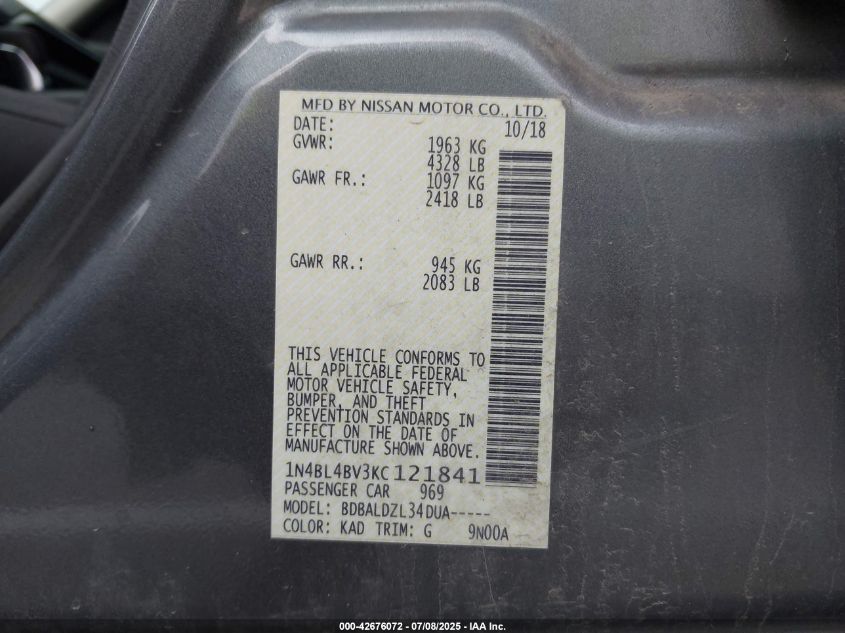 MFD BY NISSAN MOTOR CO., LTD.
DATE: 10/18
GVWR: 1963 KG
4328 LB
GAWR FR.: 1097 KG
2418 LB
GAWR RR.: 945 KG
2083 LB
THIS VEHICLE CONFORMS TO
ALL APPLICABLE FEDERAL
MOTOR VEHICLE SAFETY,
BUMPER, AND THEFT
PREVENTION STANDARDS IN
EFFECT ON THE DATE OF
MANUFACTURE SHOWN ABOVE.
1N4BL4BV3KC121841
PASSENGER CAR 969
MODEL: BDBALDZL34DUA-----
COLOR: KAD TRIM: G 9N00A
000-42676072 - 07/08/2025 - IAA Inc.